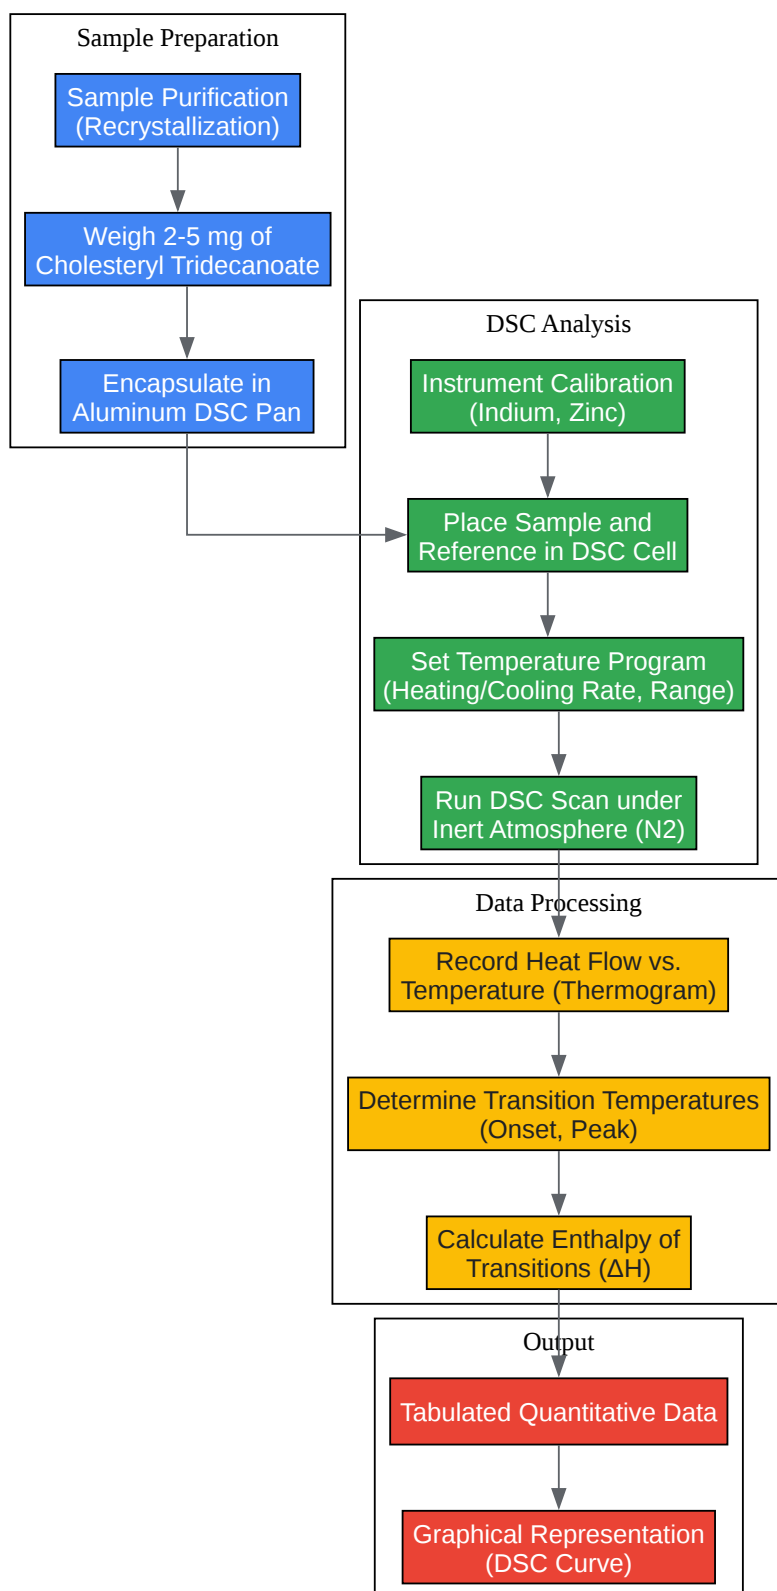 Sample Preparation
Sample Purification
(Recrystallization)
Weigh 2-5 mg of
Cholesteryl Tridecanoate
Encapsulate in
Aluminum DSC Pan
DSC Analysis
Instrument Calibration
(Indium, Zinc)
Place Sample and
Reference in DSC Cell
Set Temperature Program
(Heating/Cooling Rate, Range)
Run DSC Scan under
Inert Atmosphere (N2)
Data Processing
Record Heat Flow vs.
Temperature (Thermogram)
Determine Transition Temperatures
(Onset, Peak)
Calculate Enthalpy of
Transitions (ΔH)
Output
Tabulated Quantitative Data
Graphical Representation
(DSC Curve)